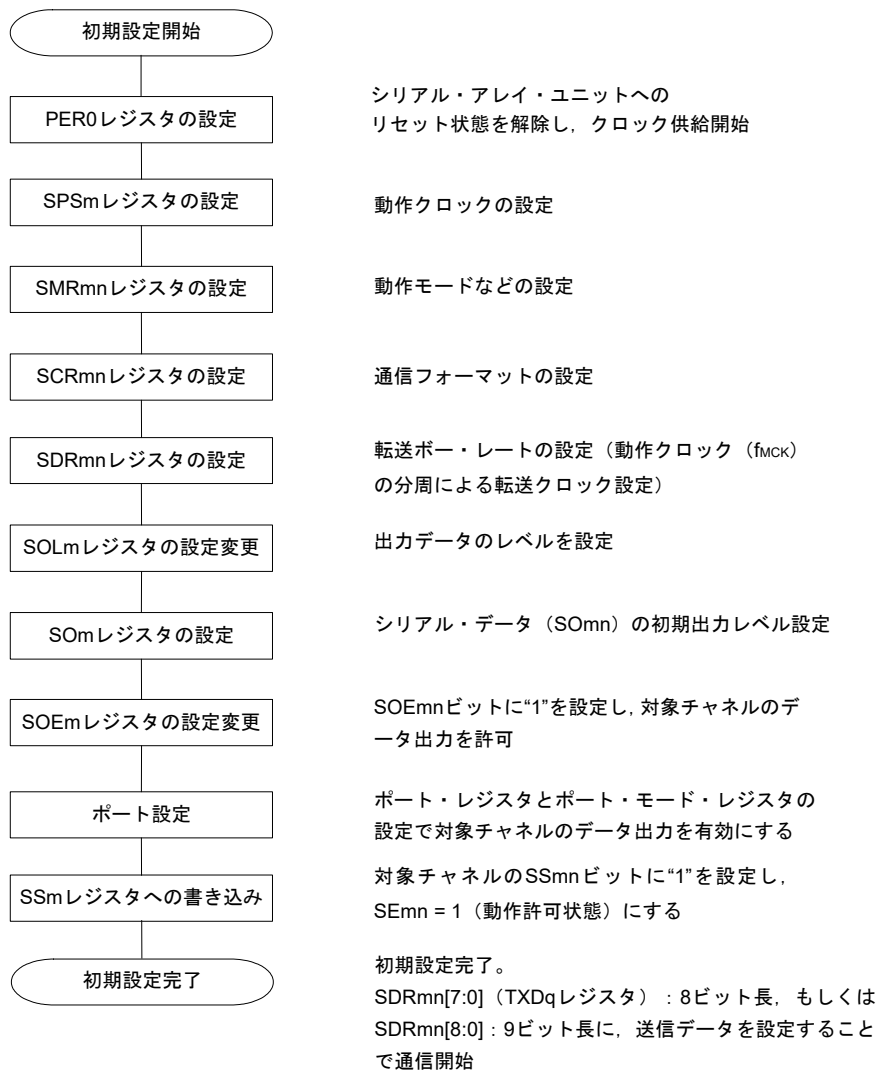 初期設定開始
PER0レジスタの設定
シリアル・アレイ・ユニットへの
リセット状態を解除し，クロック供給開始
SPSmレジスタの設定
動作クロックの設定
SMRmnレジスタの設定
動作モードなどの設定
SCRmnレジスタの設定
通信フォーマットの設定
SDRmnレジスタの設定
転送ボー・レートの設定（動作クロック（fMCK）
の分周による転送クロック設定）
SOLmレジスタの設定変更
出力データのレベルを設定
SOmレジスタの設定
シリアル・データ（SOmn）の初期出力レベル設定
SOEmレジスタの設定変更
SOEmnビットに“1”を設定し，対象チャネルのデ
ータ出力を許可
ポート設定
ポート・レジスタとポート・モード・レジスタの
設定で対象チャネルのデータ出力を有効にする
SSmレジスタへの書き込み
対象チャネルのSSmnビットに“1”を設定し，
SEmn = 1（動作許可状態）にする
初期設定完了
初期設定完了。
SDRmn[7:0]（TXDqレジスタ）：8ビット長，もしくは
SDRmn[8:0]：9ビット長に，送信データを設定すること
で通信開始